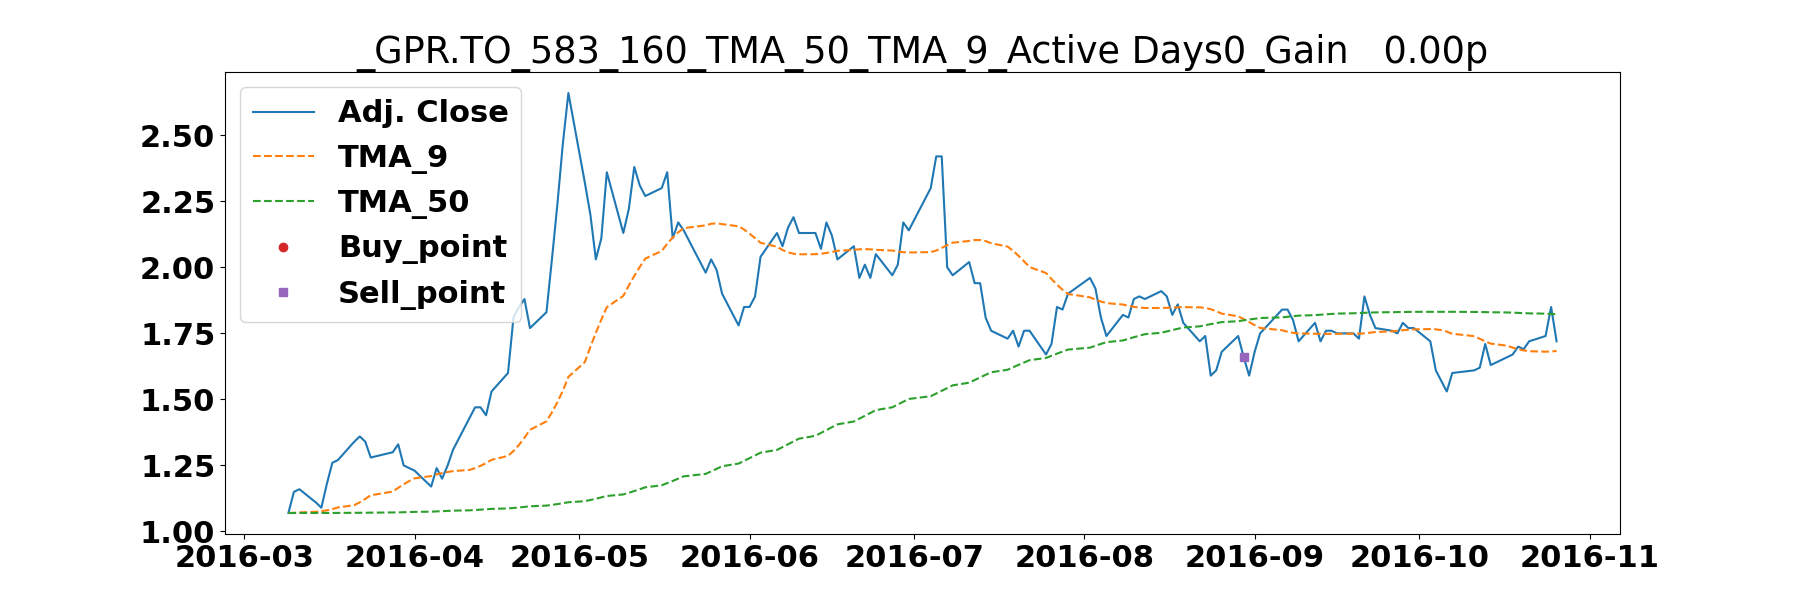 _GPR.TO_583_160_TMA_50_TMA_9_Active Days0_Gain   0.00p
Adj. Close
TMA_9
TMA_50
Buy_point
Sell_point
2.50
2.25
2.00
1.75
1.50
1.25
1.00
2016-03 2016-04 2016-05 2016-06 2016-07 2016-08 2016-09 2016-10 2016-11